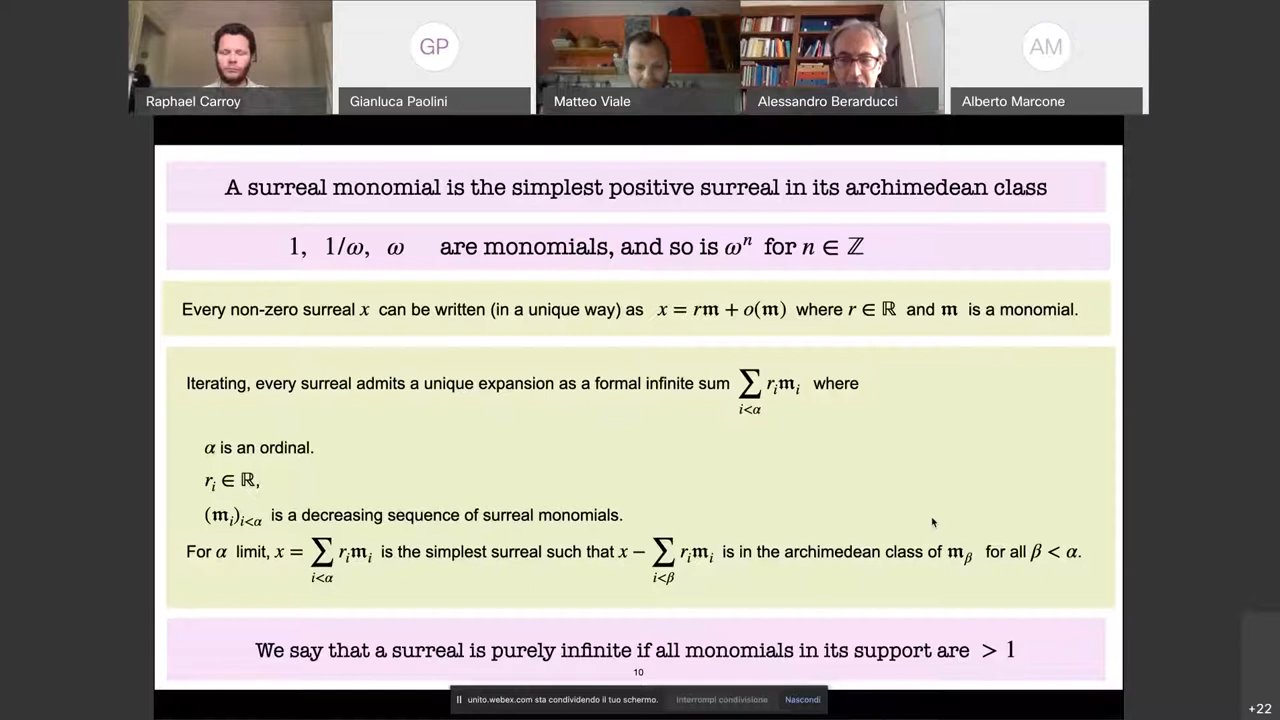 GP
AM
Raphael Carroy
Gianluca Paolini
Matteo Viale
Alessandro Berarducci
Alberto Marcone
A surreal monomial is the simplest positive surreal in its archimedean class
1, 1/ω, ω are monomials, and so is ωⁿ for n ∈ ℤ
Every non-zero surreal x can be written (in a unique way) as x = r𝔪 + o(𝔪) where r ∈ ℝ and 𝔪 is a monomial.
Iterating, every surreal admits a unique expansion as a formal infinite sum ∑_{i<α} r_i𝔪_i where
α is an ordinal.
r_i ∈ ℝ,
(𝔪_i)_{i<α} is a decreasing sequence of surreal monomials.
For α limit, x = ∑_{i<α} r_i𝔪_i is the simplest surreal such that x − ∑_{i<β} r_i𝔪_i is in the archimedean class of 𝔪_β for all β < α.
We say that a surreal is purely infinite if all monomials in its support are > 1
10
unito.webex.com sta condividendo il tuo schermo. Interrompi condivisione Nascondi
+22